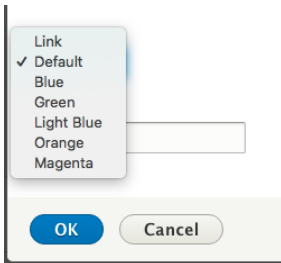 Link
✓ Default
Blue
Green
Light Blue
Orange
Magenta
OK Cancel